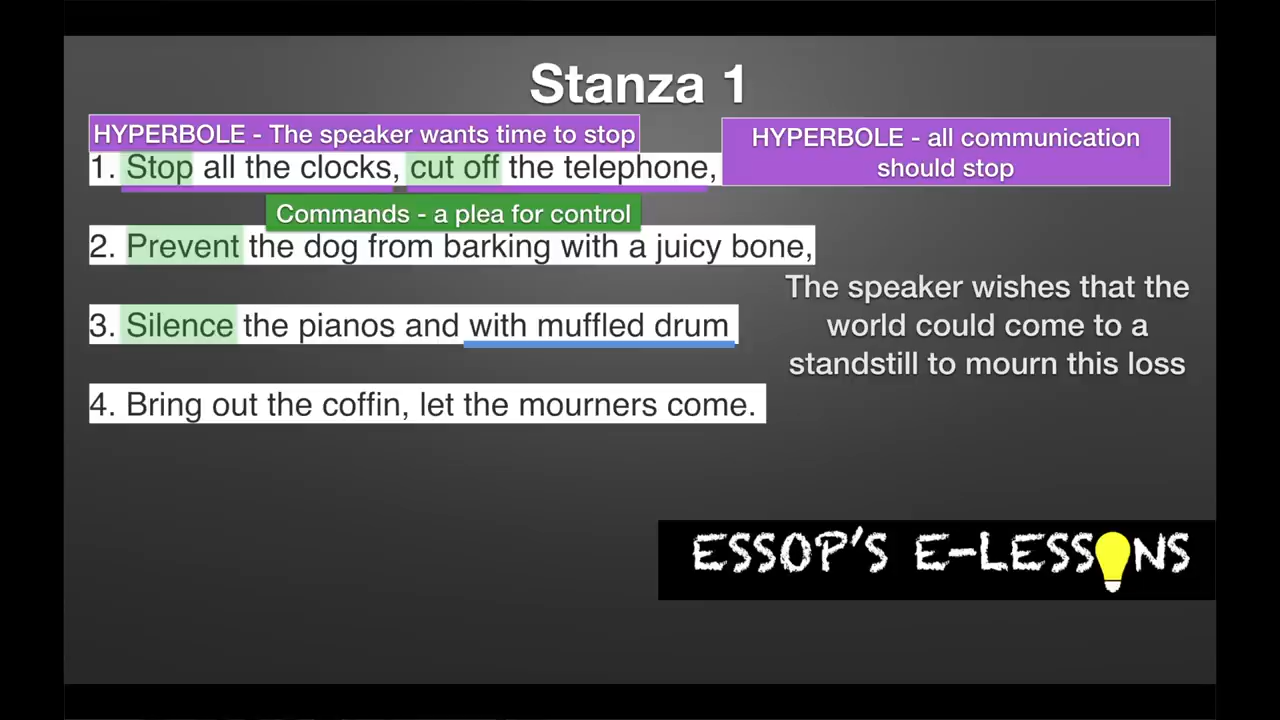 Stanza 1
HYPERBOLE - The speaker wants time to stop
HYPERBOLE - all communication
should stop
1. Stop all the clocks, cut off the telephone,
Commands - a plea for control
2. Prevent the dog from barking with a juicy bone,
The speaker wishes that the
world could come to a
standstill to mourn this loss
3. Silence the pianos and with muffled drum
4. Bring out the coffin, let the mourners come.
ESSOP'S E-LESSONS